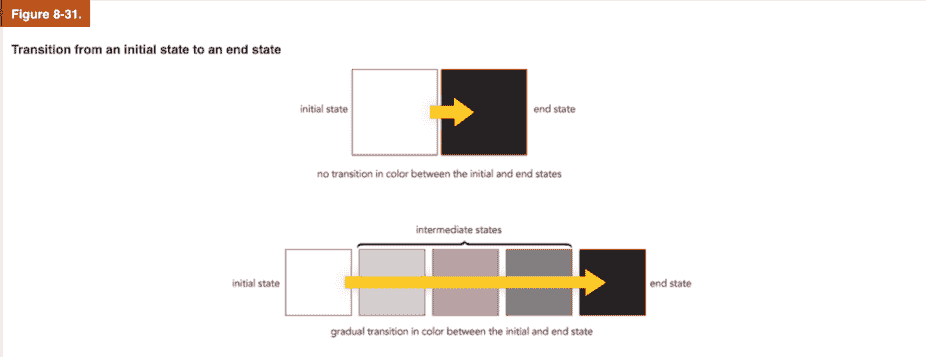 Figure 8-31.
Transition from an initial state to an end state
initial state
end state
no transition in color between the initial and end states
intermediate states
initial state
end state
gradual transition in color between the initial and end state